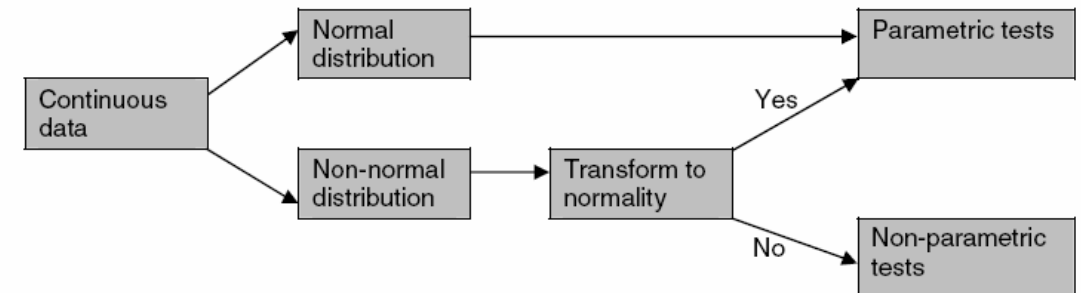 Normal
distribution
Parametric tests
Continuous
data
Yes
Non-normal
distribution
Transform to
normality
No
Non-parametric
tests